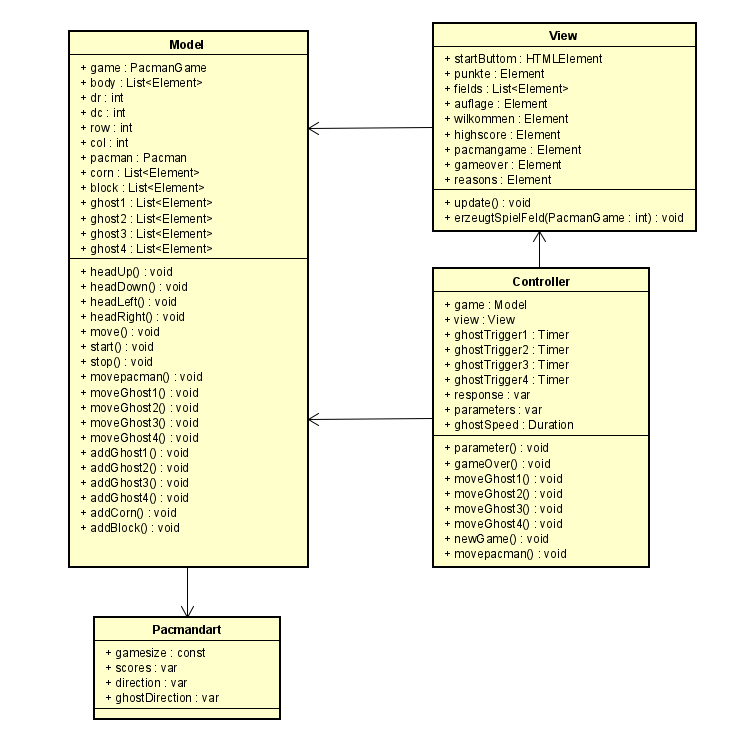 Model
+ game : PacmanGame
+ body : List<Element>
+ dr : int
+ dc : int
+ row : int
+ col : int
+ pacman : Pacman
+ corn : List<Element>
+ block : List<Element>
+ ghost1 : List<Element>
+ ghost2 : List<Element>
+ ghost3 : List<Element>
+ ghost4 : List<Element>
+ headUp() : void
+ headDown() : void
+ headLeft() : void
+ headRight() : void
+ move() : void
+ start() : void
+ stop() : void
+ movepacman() : void
+ moveGhost1() : void
+ moveGhost2() : void
+ moveGhost3() : void
+ moveGhost4() : void
+ addGhost1() : void
+ addGhost2() : void
+ addGhost3() : void
+ addGhost4() : void
+ addCorn() : void
+ addBlock() : void
View
+ startButtom : HTMLElement
+ punkte : Element
+ fields : List<Element>
+ auflage : Element
+ wilkommen : Element
+ highscore : Element
+ pacmangame : Element
+ gameover : Element
+ reasons : Element
+ update() : void
+ erzeugtSpielFeld(PacmanGame : int) : void
Controller
+ game : Model
+ view : View
+ ghostTrigger1 : Timer
+ ghostTrigger2 : Timer
+ ghostTrigger3 : Timer
+ ghostTrigger4 : Timer
+ response : var
+ parameters : var
+ ghostSpeed : Duration
+ parameter() : void
+ gameOver() : void
+ moveGhost1() : void
+ moveGhost2() : void
+ moveGhost3() : void
+ moveGhost4() : void
+ newGame() : void
+ movepacman() : void
Pacmandart
+ gamesize : const
+ scores : var
+ direction : var
+ ghostDirection : var